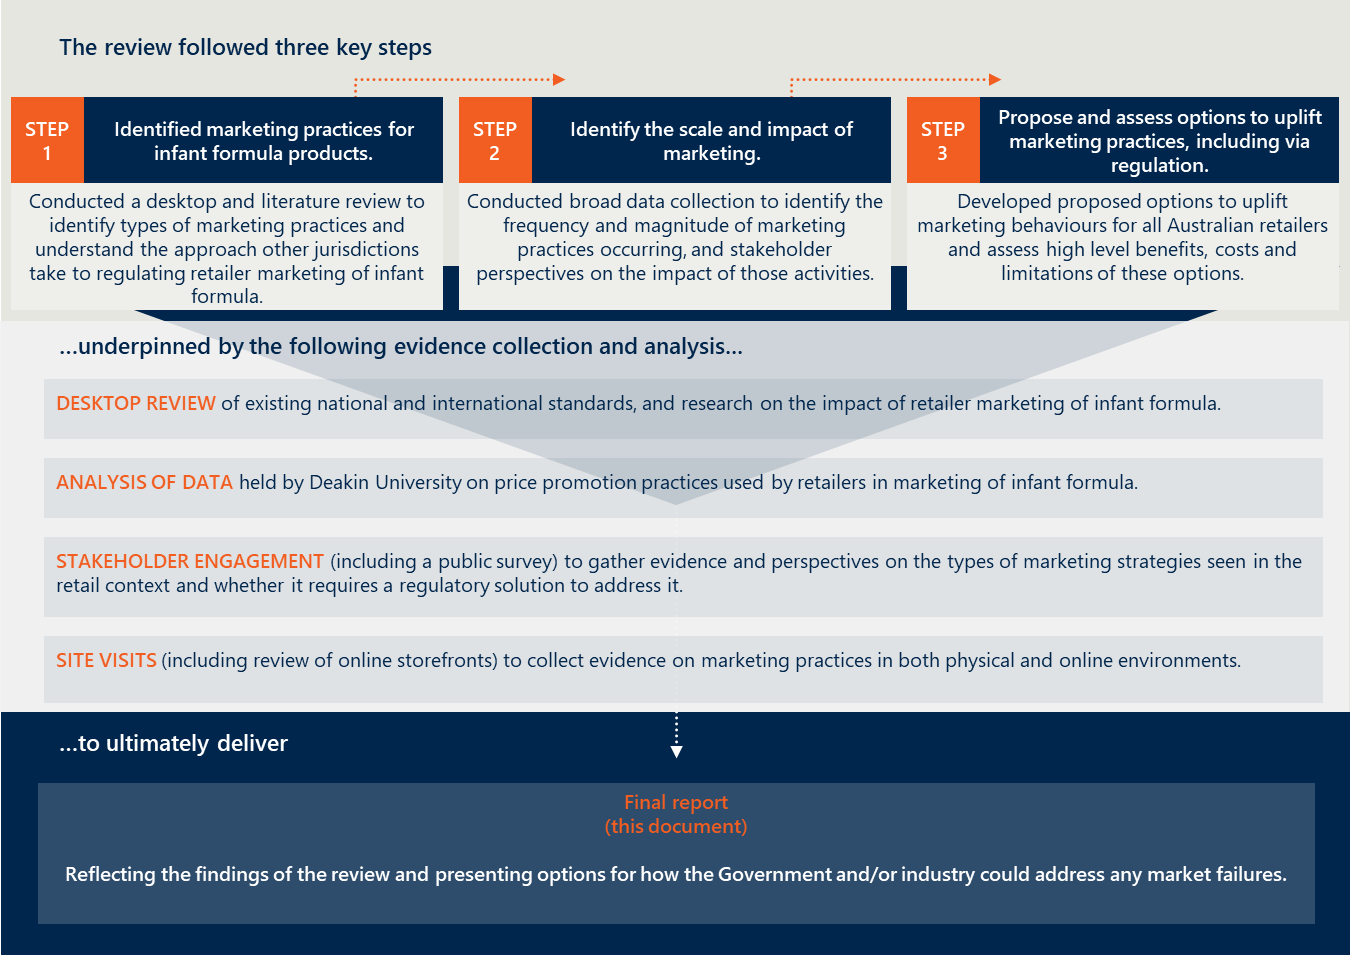 The review followed three key steps
STEP
1
Identified marketing practices for
infant formula products.
Conducted a desktop and literature review to
identify types of marketing practices and
understand the approach other jurisdictions
take to regulating retailer marketing of infant
formula.
STEP
2
Identify the scale and impact of
marketing.
Conducted broad data collection to identify the
frequency and magnitude of marketing
practices occurring, and stakeholder
perspectives on the impact of those activities.
STEP
3
Propose and assess options to uplift
marketing practices, including via
regulation.
Developed proposed options to uplift
marketing behaviours for all Australian retailers
and assess high level benefits, costs and
limitations of these options.
...underpinned by the following evidence collection and analysis...
DESKTOP REVIEW of existing national and international standards, and research on the impact of retailer marketing of infant formula.
ANALYSIS OF DATA held by Deakin University on price promotion practices used by retailers in marketing of infant formula.
STAKEHOLDER ENGAGEMENT (including a public survey) to gather evidence and perspectives on the types of marketing strategies seen in the
retail context and whether it requires a regulatory solution to address it.
SITE VISITS (including review of online storefronts) to collect evidence on marketing practices in both physical and online environments.
...to ultimately deliver
Final report
(this document)
Reflecting the findings of the review and presenting options for how the Government and/or industry could address any market failures.